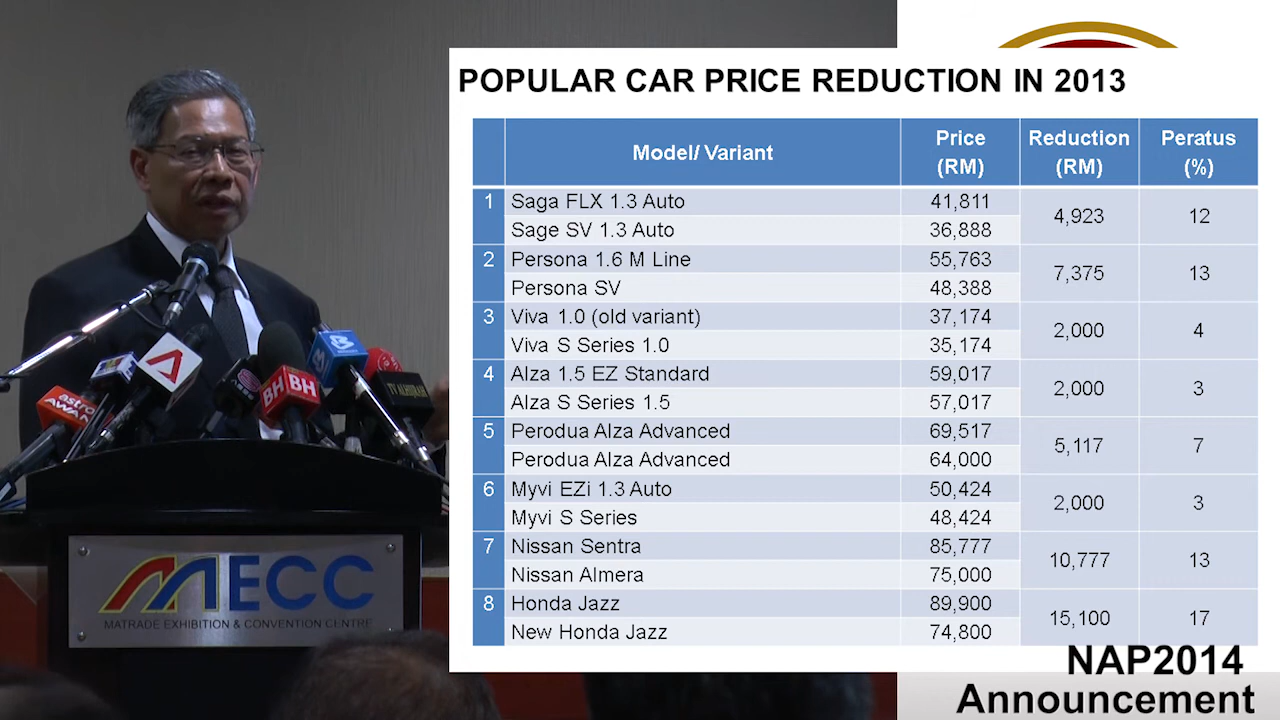 POPULAR CAR PRICE REDUCTION IN 2013
Model/ Variant Price (RM) Reduction (RM) Peratus (%)
1 Saga FLX 1.3 Auto 41,811 4,923 12
Sage SV 1.3 Auto 36,888
2 Persona 1.6 M Line 55,763 7,375 13
Persona SV 48,388
3 Viva 1.0 (old variant) 37,174 2,000 4
Viva S Series 1.0 35,174
4 Alza 1.5 EZ Standard 59,017 2,000 3
Alza S Series 1.5 57,017
5 Perodua Alza Advanced 69,517 5,117 7
Perodua Alza Advanced 64,000
6 Myvi EZi 1.3 Auto 50,424 2,000 3
Myvi S Series 48,424
7 Nissan Sentra 85,777 10,777 13
Nissan Almera 75,000
8 Honda Jazz 89,900 15,100 17
New Honda Jazz 74,800
NAP2014
Announcement
astro
AWANI
BH BH
TV ALHIJRAH
MECC
MATRADE EXHIBITION & CONVENTION CENTRE